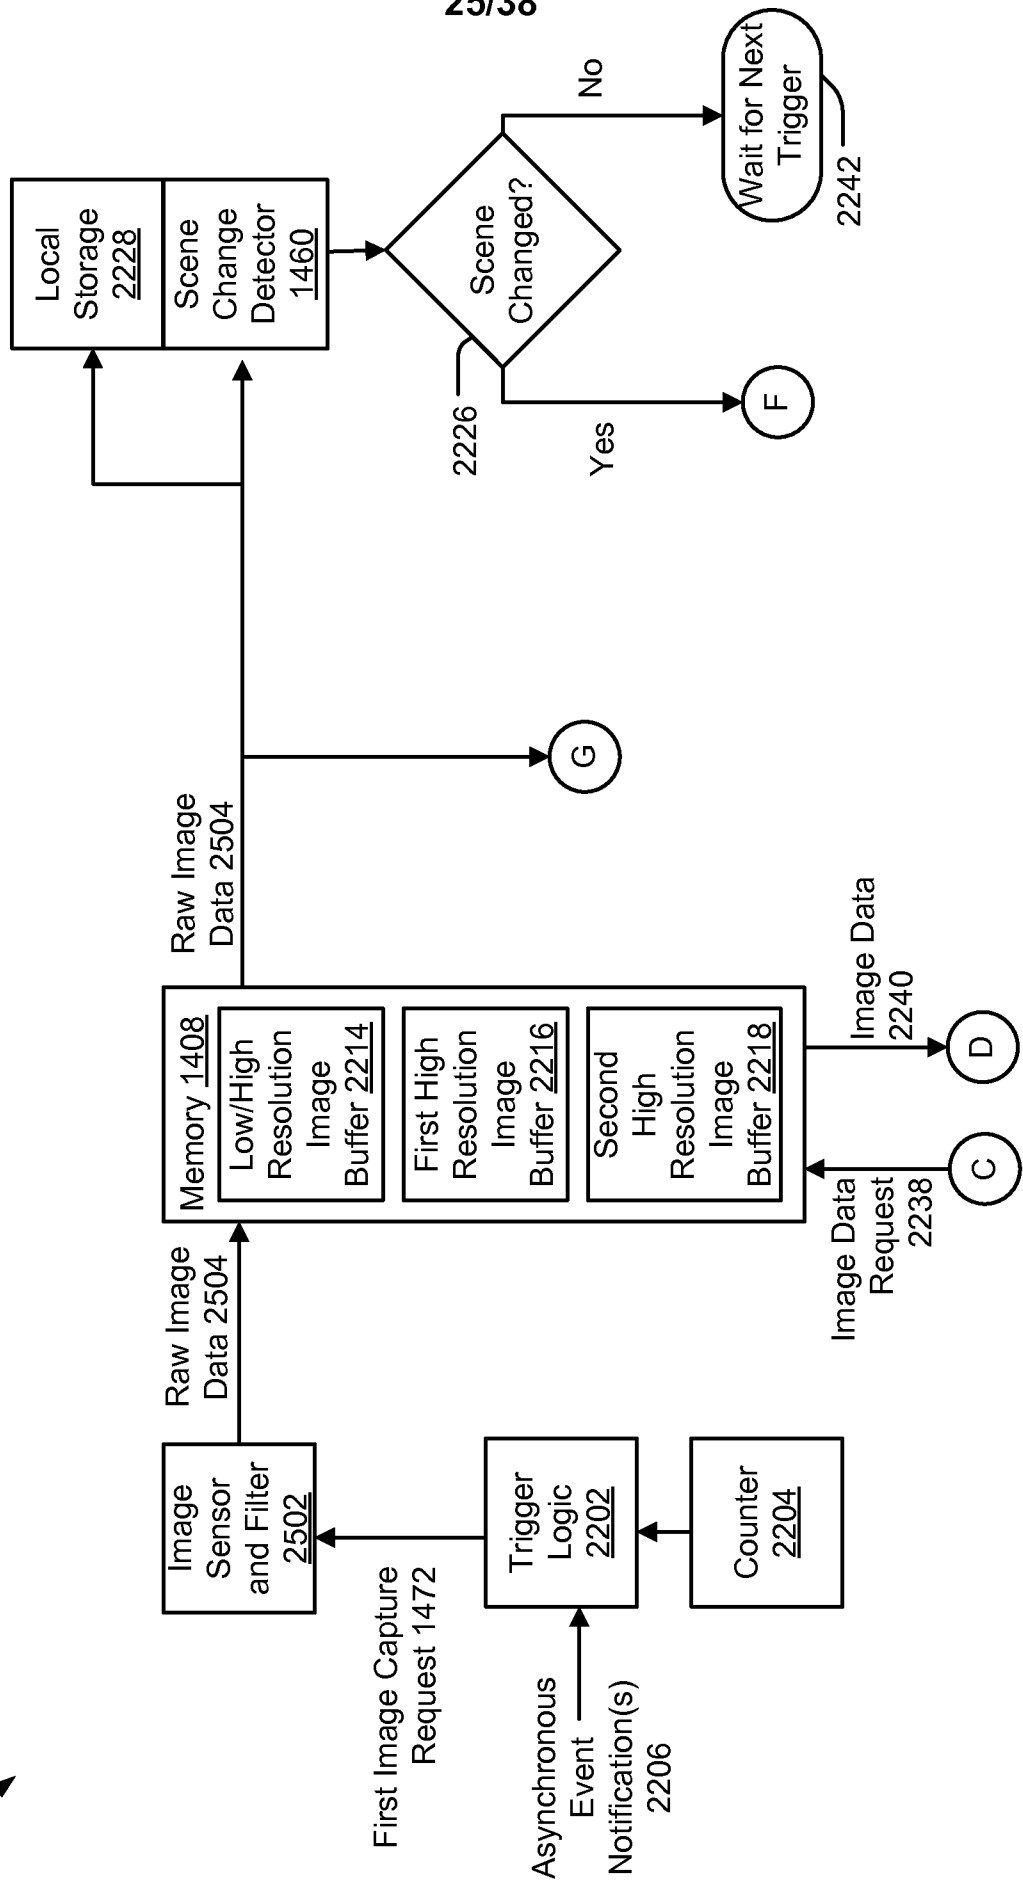 25/38
Image
Sensor
and Filter
2502
Raw Image
Data 2504
First Image Capture
Request 1472
Trigger
Logic
2202
Asynchronous
Event
Notification(s)
2206
Counter
2204
Memory 1408
Low/High
Resolution
Image
Buffer 2214
First High
Resolution
Image
Buffer 2216
Second
High
Resolution
Image
Buffer 2218
Image Data
Request
2238
C
Image Data
2240
D
Raw Image
Data 2504
G
Local
Storage
2228
Scene
Change
Detector
1460
Scene
Changed?
2226
Yes
F
No
Wait for Next
Trigger
2242